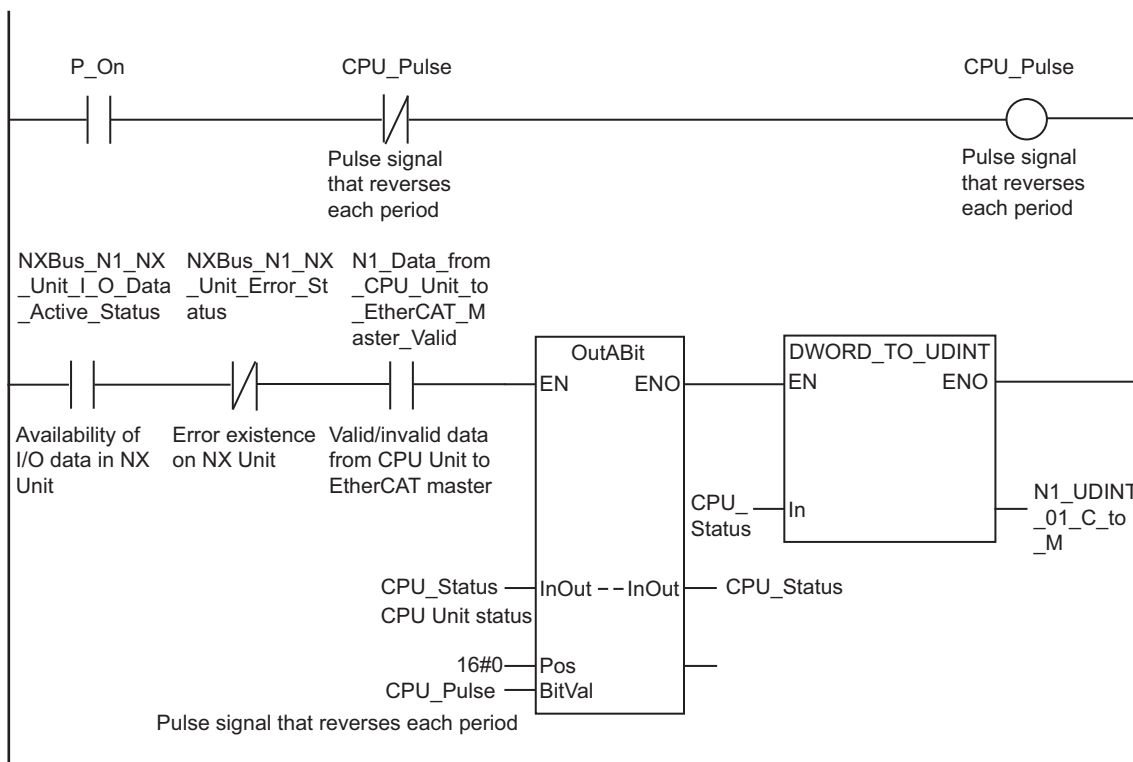 P_On
CPU_Pulse
CPU_Pulse
Pulse signal
that reverses
each period
Pulse signal
that reverses
each period
NXBus_N1_NX
_Unit_I_O_Data
_Active_Status
NXBus_N1_NX
_Unit_Error_St
atus
N1_Data_from
_CPU_Unit_to
_EtherCAT_M
aster_Valid
Availability of
I/O data in NX
Unit
Error existence
on NX Unit
Valid/invalid data
from CPU Unit to
EtherCAT master
OutABit
EN ENO
DWORD_TO_UDINT
EN ENO
CPU_
Status
In
N1_UDINT
_01_C_to
_M
CPU_Status
InOut InOut
CPU_Status
CPU Unit status
16#0
Pos
CPU_Pulse
BitVal
Pulse signal that reverses each period